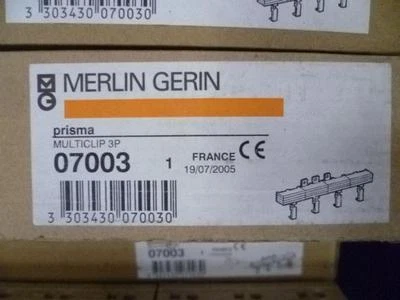 3 303430 070030
MERLIN GERIN
prisma
MULTICLIP 3P
07003 1 FRANCE CE
19/07/2005
3 303430 070030
07003